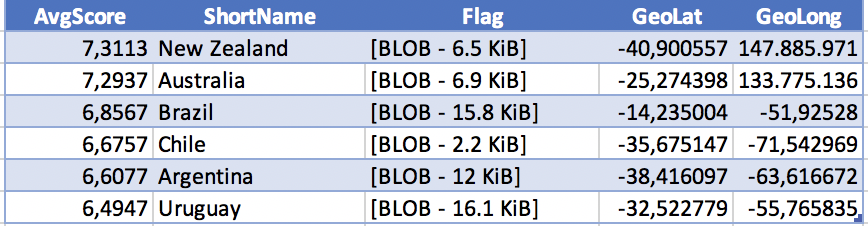 AvgScore ShortName Flag GeoLat GeoLong
7,3113 New Zealand [BLOB - 6.5 KiB] -40,900557 147.885.971
7,2937 Australia [BLOB - 6.9 KiB] -25,274398 133.775.136
6,8567 Brazil [BLOB - 15.8 KiB] -14,235004 -51,92528
6,6757 Chile [BLOB - 2.2 KiB] -35,675147 -71,542969
6,6077 Argentina [BLOB - 12 KiB] -38,416097 -63,616672
6,4947 Uruguay [BLOB - 16.1 KiB] -32,522779 -55,765835